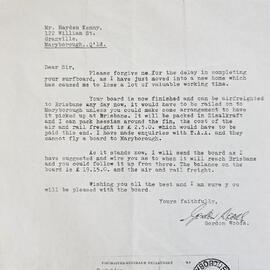 Mr. Hayden Kenny,
122 William St.
Granville,
Maryborough, Q'ld.
Dear Sir,
Please forgive me for the delay in completing
your surfboard, as I have just moved into a new home which
has caused me to lose a lot of valuable working time.
Your board is now finished and can be airfreighted
to Brisbane any day now. It would have to be railed on to
Maryborough unless you could make some arrangement to have
it picked up at Brisbane. It will be packed in Sisalkraft
and I can pack hessian around the fin, the cost of the
air and rail freight is £ 2.5.0. which would have to be
paid this end. I have made enquiries with T.A.A. and they
cannot fly a board to Maryborough.
As it stands now, I will send the board as I
have suggested and wire you as to when it will reach Brisbane
and you could follow it up from there. The balance on the
board is £ 19.15.0. and the air and rail freight.
Wishing you all the best and I am sure you
will be pleased with the board.
Yours faithfully,
Gordon Woods.